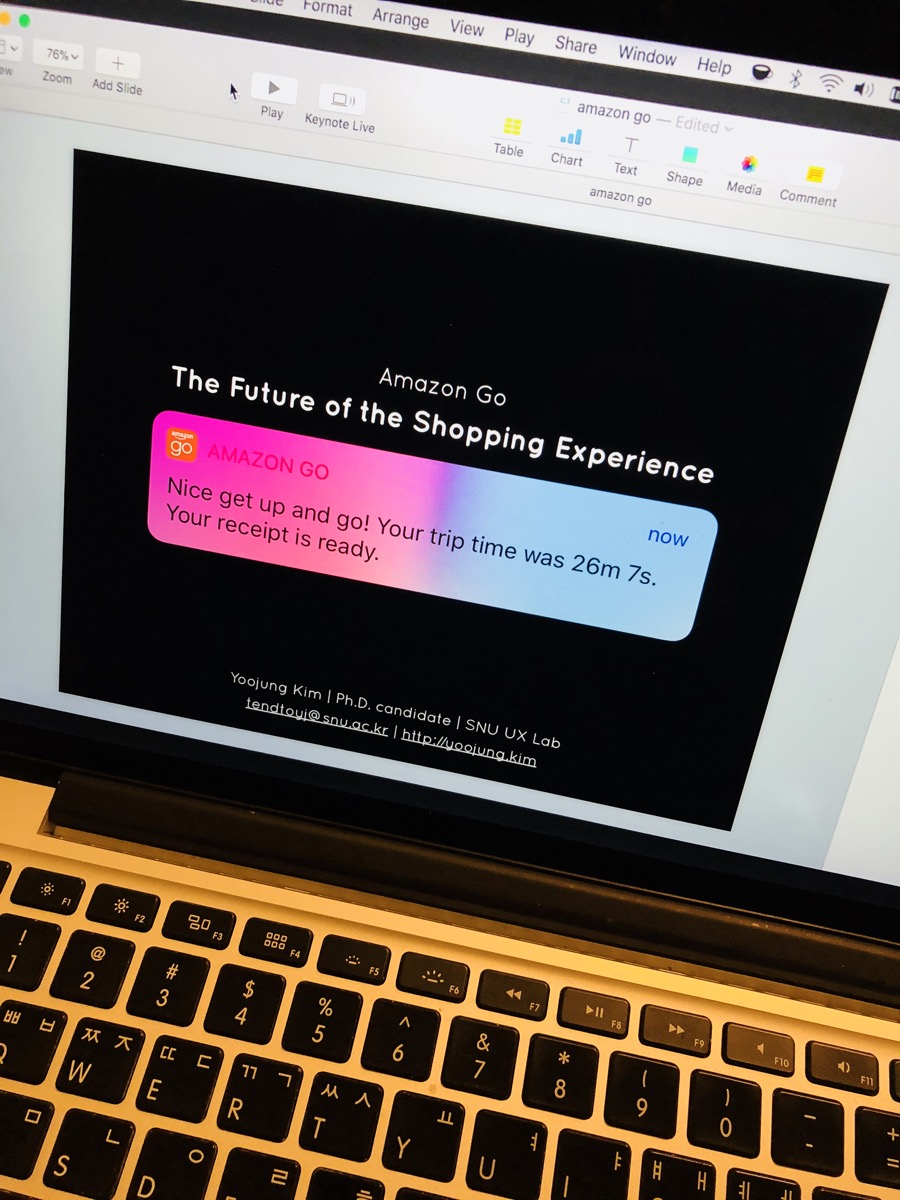 Format Arrange View Play Share Window Help
76%
Zoom
Add Slide
Play
Keynote Live
amazon go — Edited
Table
Chart
Text
Shape
Media
Comment
amazon go
Amazon Go
The Future of the Shopping Experience
amazon
go
AMAZON GO
now
Nice get up and go! Your trip time was 26m 7s.
Your receipt is ready.
Yoojung Kim | Ph.D. candidate | SNU UX Lab
tendtouj@snu.ac.kr | http://yoojung.kim
F1 F2 F3 F4 F5 F6 F7 F8 F9 F10 F11
! @ # $ % ^ & * ( ) _ +
1 2 3 4 5 6 7 8 9 0 - =
ㅃ ㅂ ㅉ ㅈ ㄸ ㄷ ㄲ ㄱ ㅆ ㅅ ㅛ ㅕ ㅑ ㅒ ㅐ ㅖ ㅔ
Q W E R T Y U I
ㅁ ㄴ ㅇ ㄹ ㅎ
S D